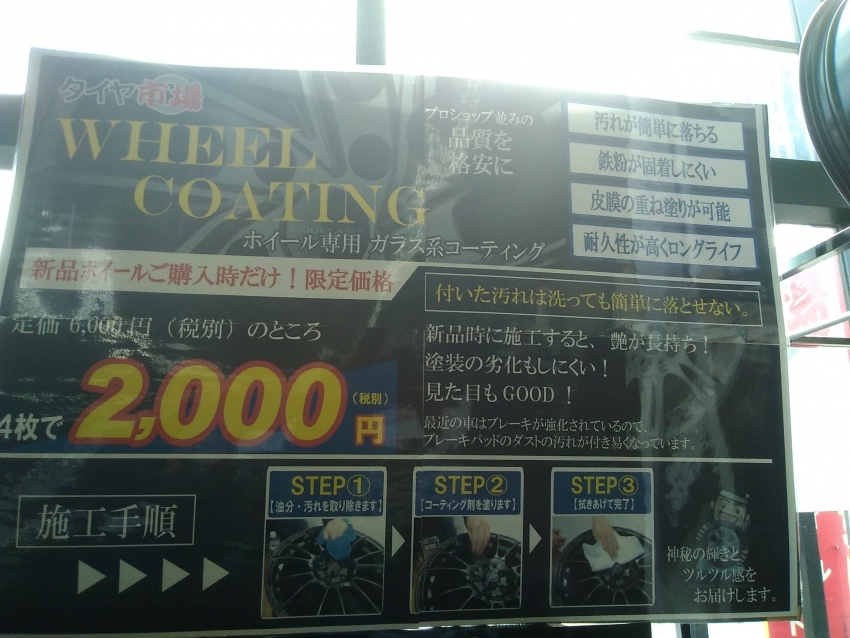 タイヤ市場
WHEEL
COATING
ホイール専用 ガラス系コーティング
プロショップ並みの
品質を
格安に
汚れが簡単に落ちる
鉄粉が固着しにくい
皮膜の重ね塗りが可能
耐久性が高くロングライフ
新品ホイールご購入時だけ!限定価格
定価 6,000円(税別)のところ
4枚で 2,000円(税別)
付いた汚れは洗っても簡単に落とせない。
新品時に施工すると、艶が長持ち!
塗装の劣化もしにくい!
見た目もGOOD!
最近の車はブレーキが強化されているので、
ブレーキパッドのダストの汚れが付き易くなっています。
施工手順
STEP①
【油分・汚れを取り除きます】
STEP②
【コーティング剤を塗ります】
STEP③
【拭きあげて完了】
神秘の輝きと
ツルツル感を
お届けします。